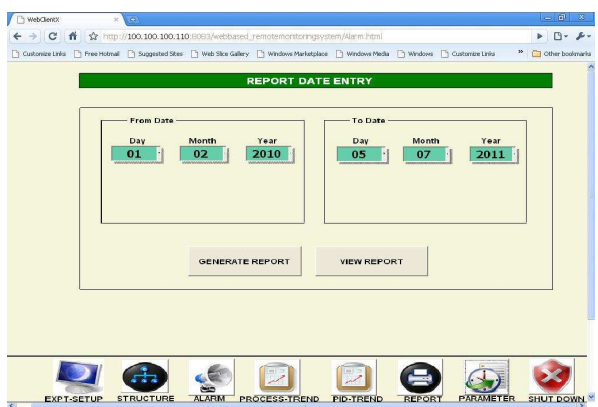 WebClientX
http://100.100.100.110:8083/webbased_remotemonitoringsystem/Alarm.html
Customize Links Free Hotmail Suggested Sites Web Slice Gallery Windows Marketplace Windows Media Windows Customize Links » Other bookmarks
REPORT DATE ENTRY
From Date To Date
Day Month Year Day Month Year
01 02 2010 05 07 2011
GENERATE REPORT VIEW REPORT
EXPT-SETUP STRUCTURE ALARM PROCESS-TREND PID-TREND REPORT PARAMETER SHUT DOWN